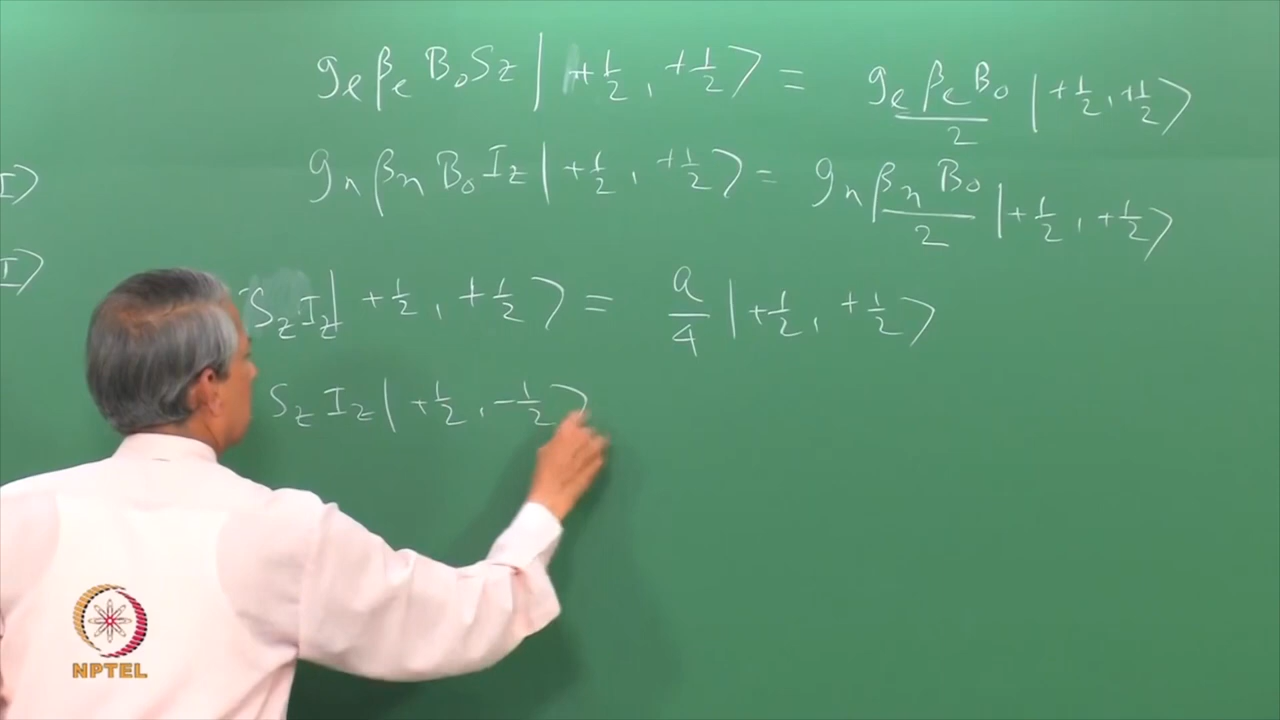 gₑ βₑ B₀ S_z | +1/2 , +1/2 ⟩ = gₑ βₑ B₀ / 2 | +1/2 , +1/2 ⟩
gₙ βₙ B₀ I_z | +1/2 , +1/2 ⟩ = gₙ βₙ B₀ / 2 | +1/2 , +1/2 ⟩
I⟩
S_z I_z | +1/2 , +1/2 ⟩ = a/4 | +1/2 , +1/2 ⟩
I⟩
S_z I_z | +1/2 , -1/2 ⟩
NPTEL